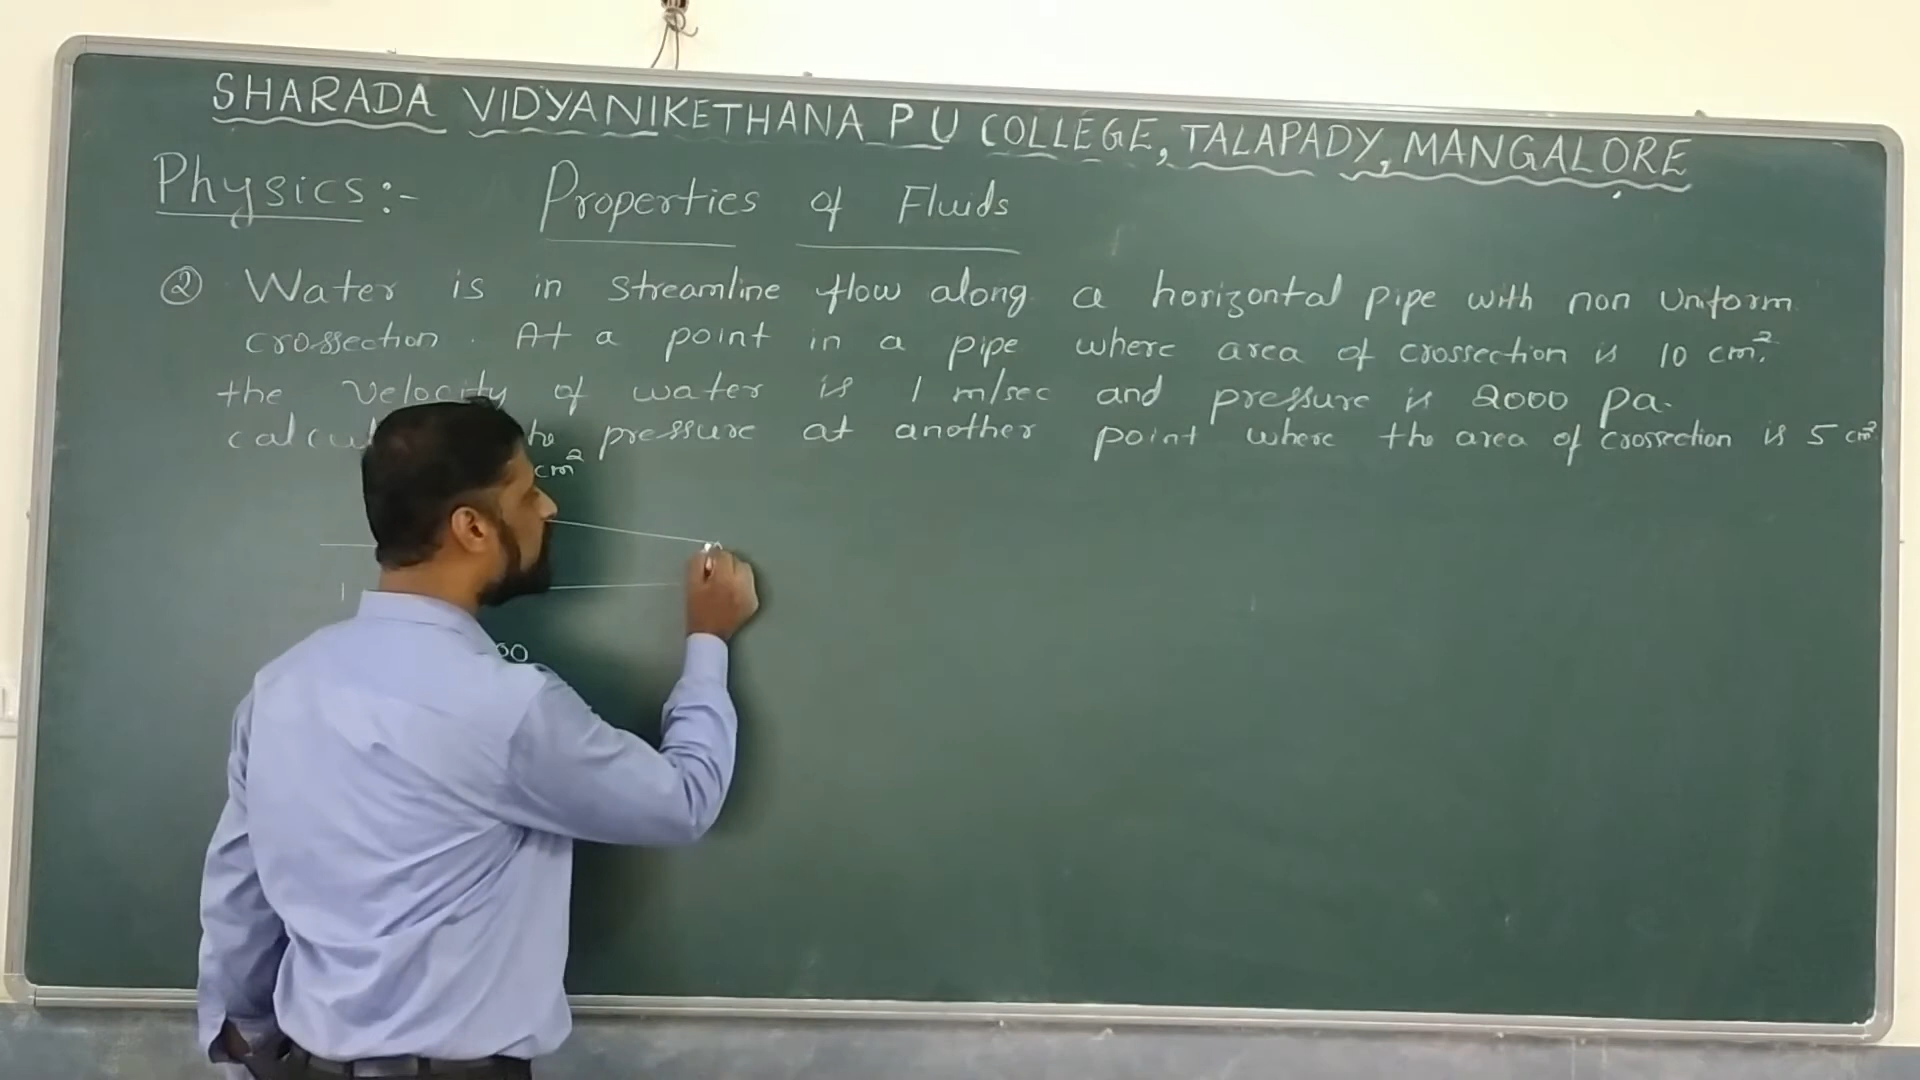 SHARADA VIDYANIKETHANA P U COLLEGE, TALAPADY, MANGALORE
Physics:- Properties of Fluids
② Water is in streamline flow along a horizontal pipe with non uniform
crossection. At a point in a pipe where area of crossection is 10 cm².
the velocity of water is 1 m/sec and pressure is 2000 pa.
pressure at another point where the area of crossection is 5 cm²
cm²
1